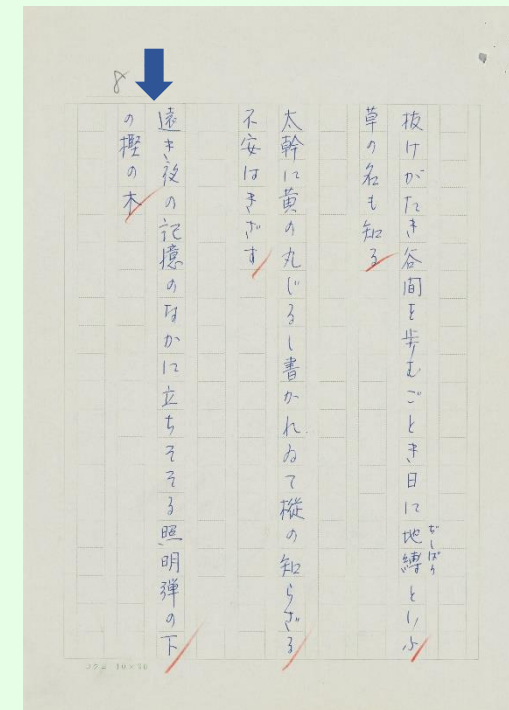 抜けがたき谷間を歩むごとき日に地縛といふ
ぢしばり
草の名も知る
太幹に黄の丸じるし書かれゐて樅の知らざる
不安はきざす
遠き夜の記憶のなかに立ちそそる照明弾の下
の樫の木
8